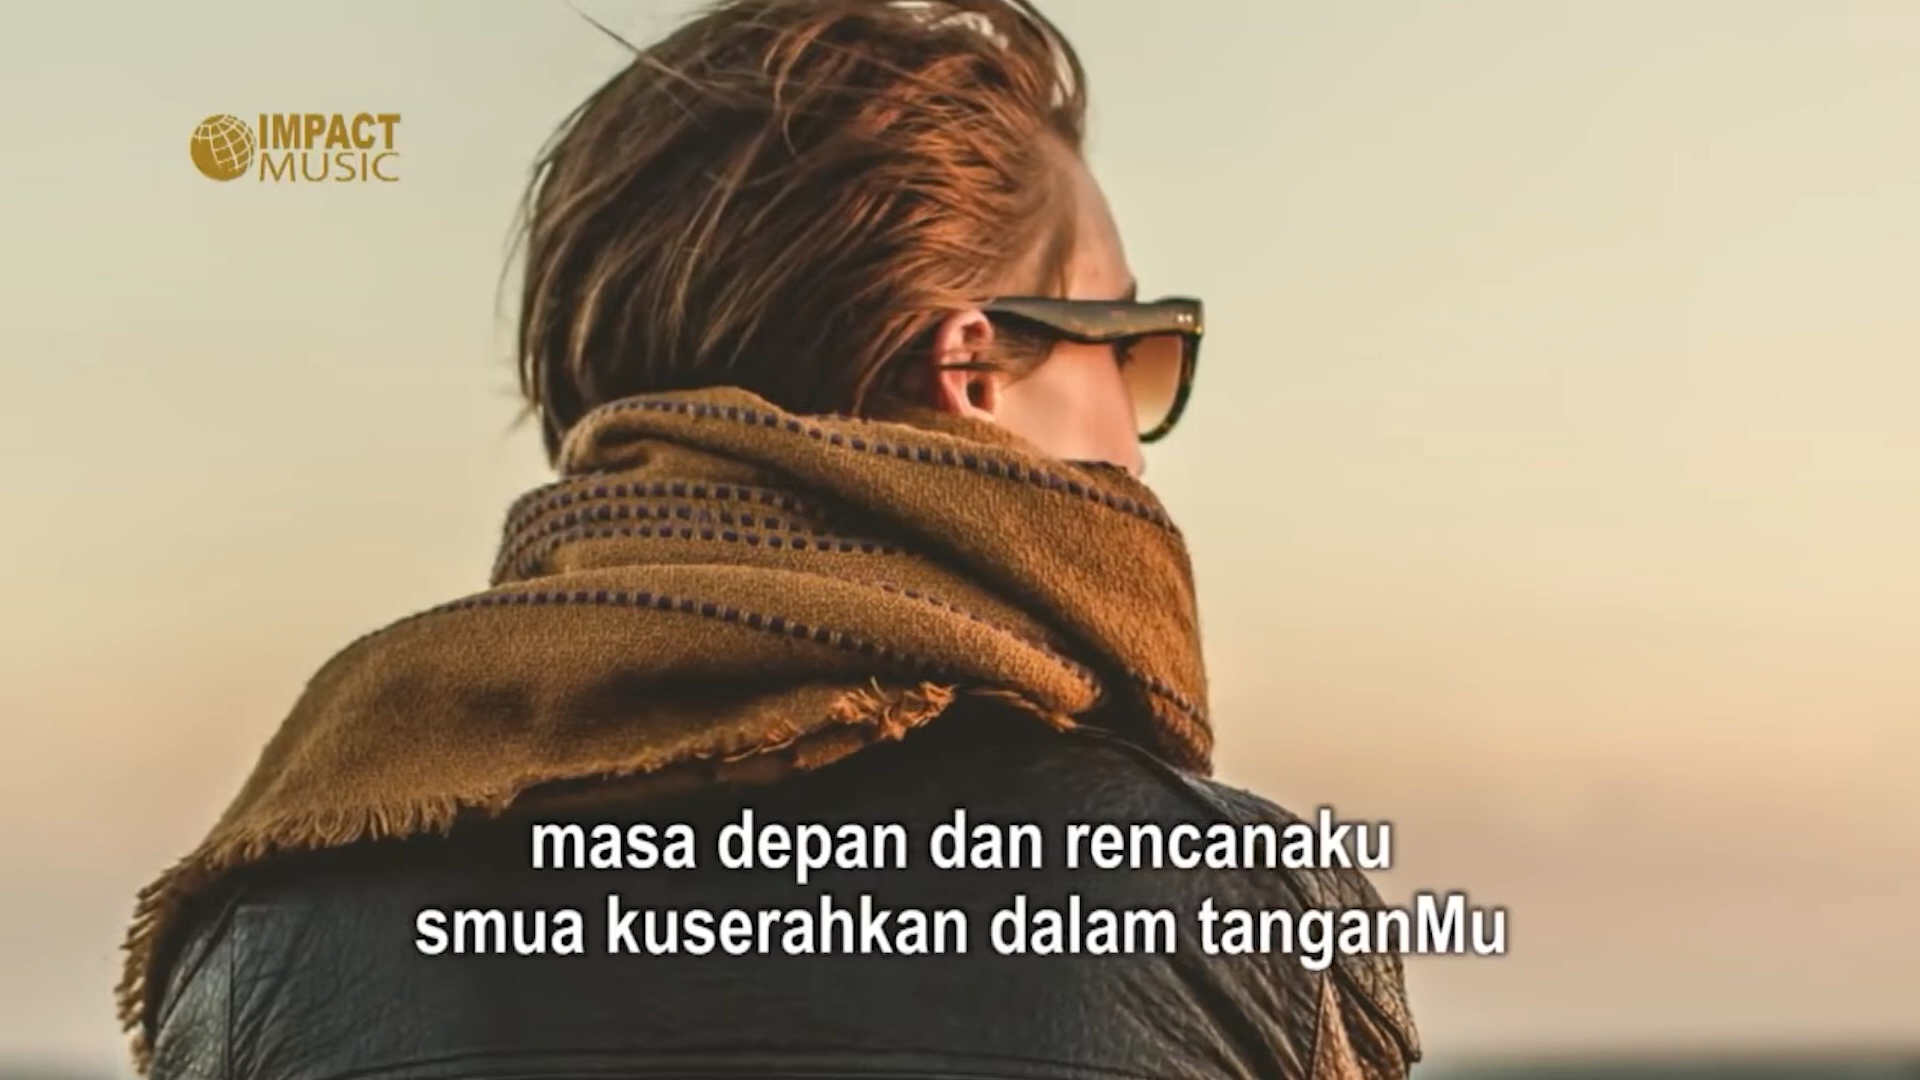 IMPACT
MUSIC
masa depan dan rencanaku
smua kuserahkan dalam tanganMu